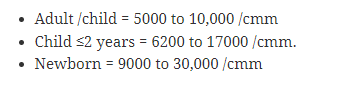 • Adult /child = 5000 to 10,000 /cmm
• Child ≤2 years = 6200 to 17000 /cmm.
• Newborn = 9000 to 30,000 /cmm